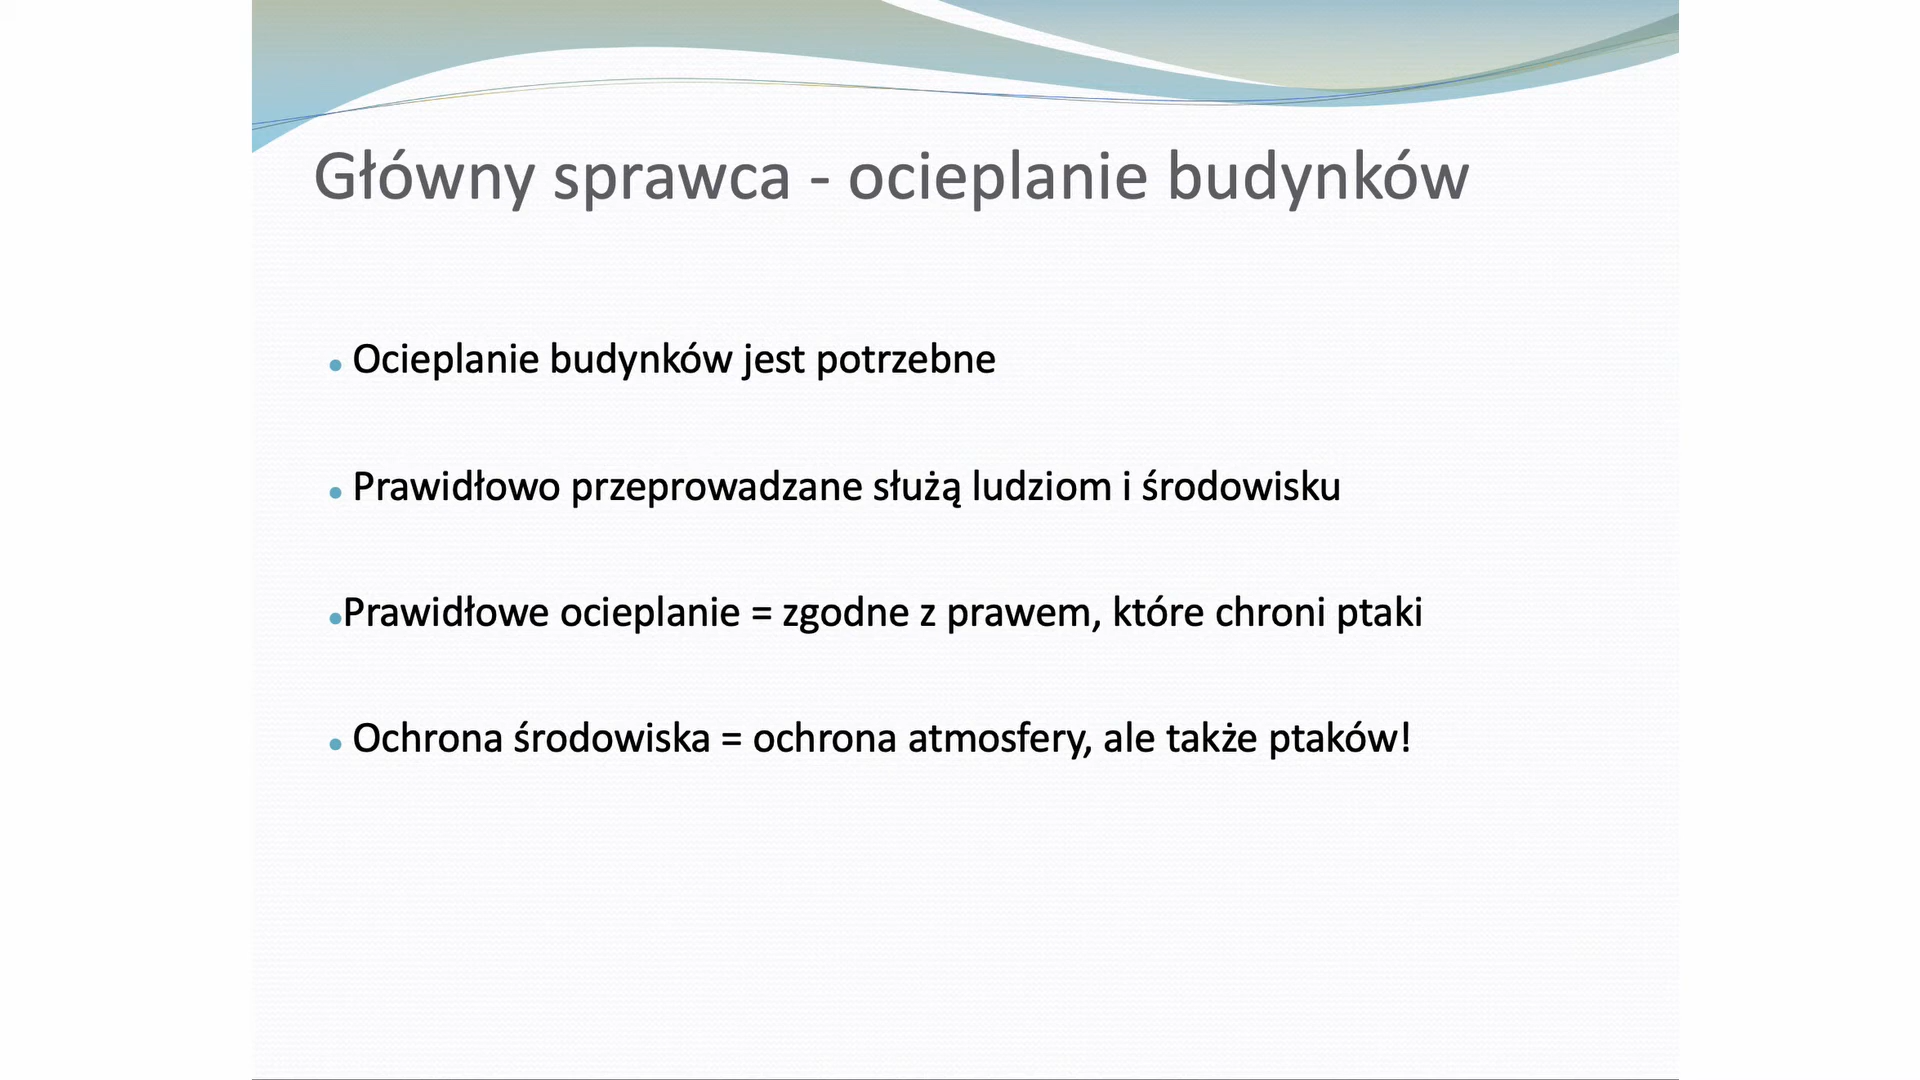 Główny sprawca - ocieplanie budynków
Ocieplanie budynków jest potrzebne
Prawidłowo przeprowadzane służą ludziom i środowisku
Prawidłowe ocieplanie = zgodne z prawem, które chroni ptaki
Ochrona środowiska = ochrona atmosfery, ale także ptaków!